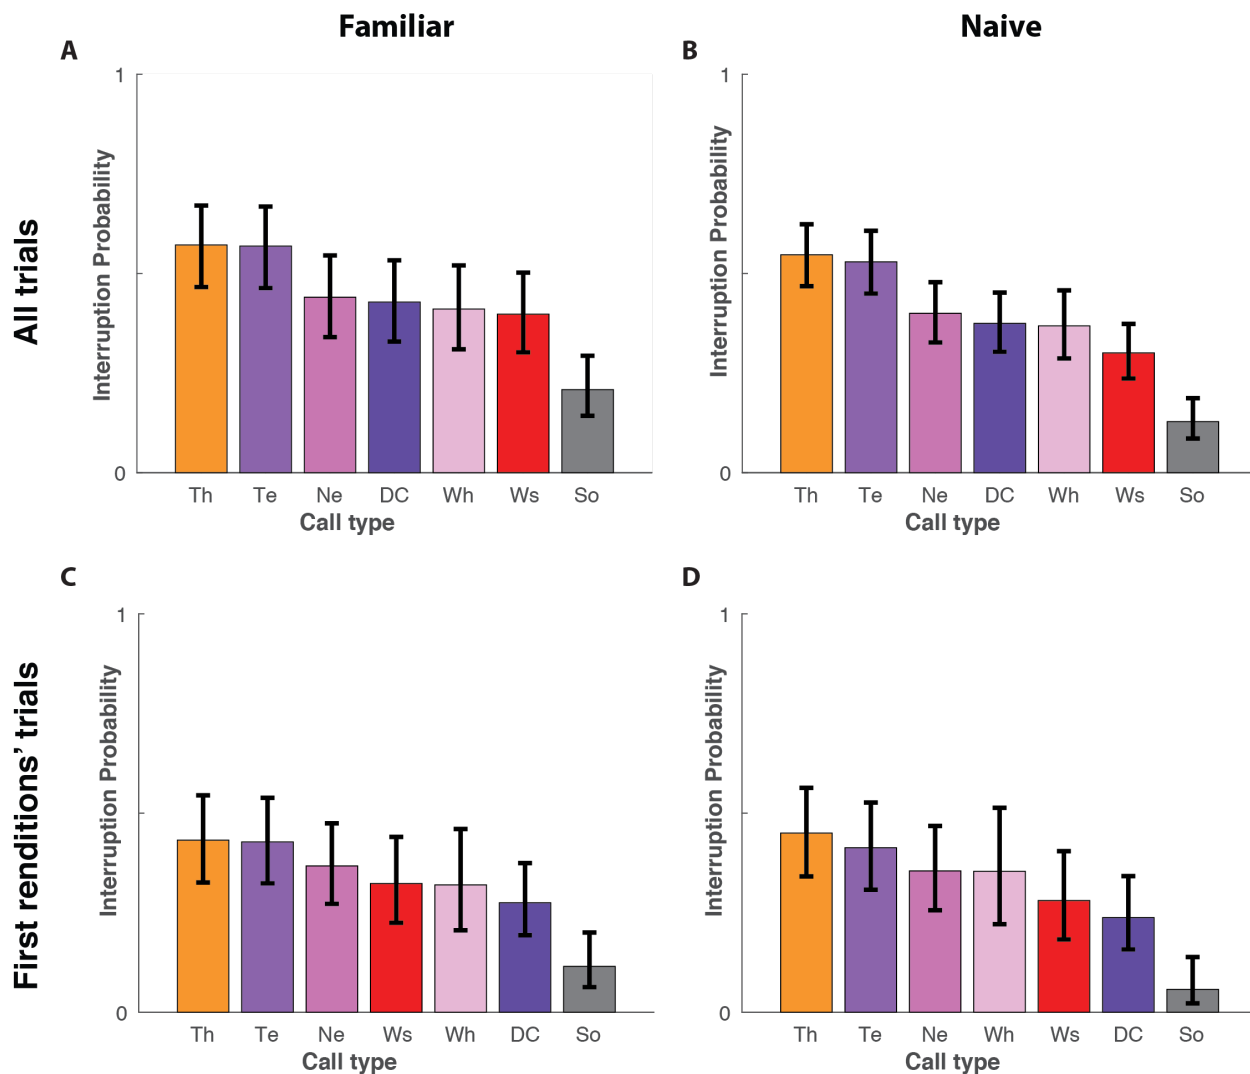 Familiar
Naive
All trials
First renditions' trials
A
1
0
Interruption Probability
Th Te Ne DC Wh Ws So
Call type
B
1
0
Interruption Probability
Th Te Ne DC Wh Ws So
Call type
C
1
0
Interruption Probability
Th Te Ne Ws Wh DC So
Call type
D
1
0
Interruption Probability
Th Te Ne Wh Ws DC So
Call type